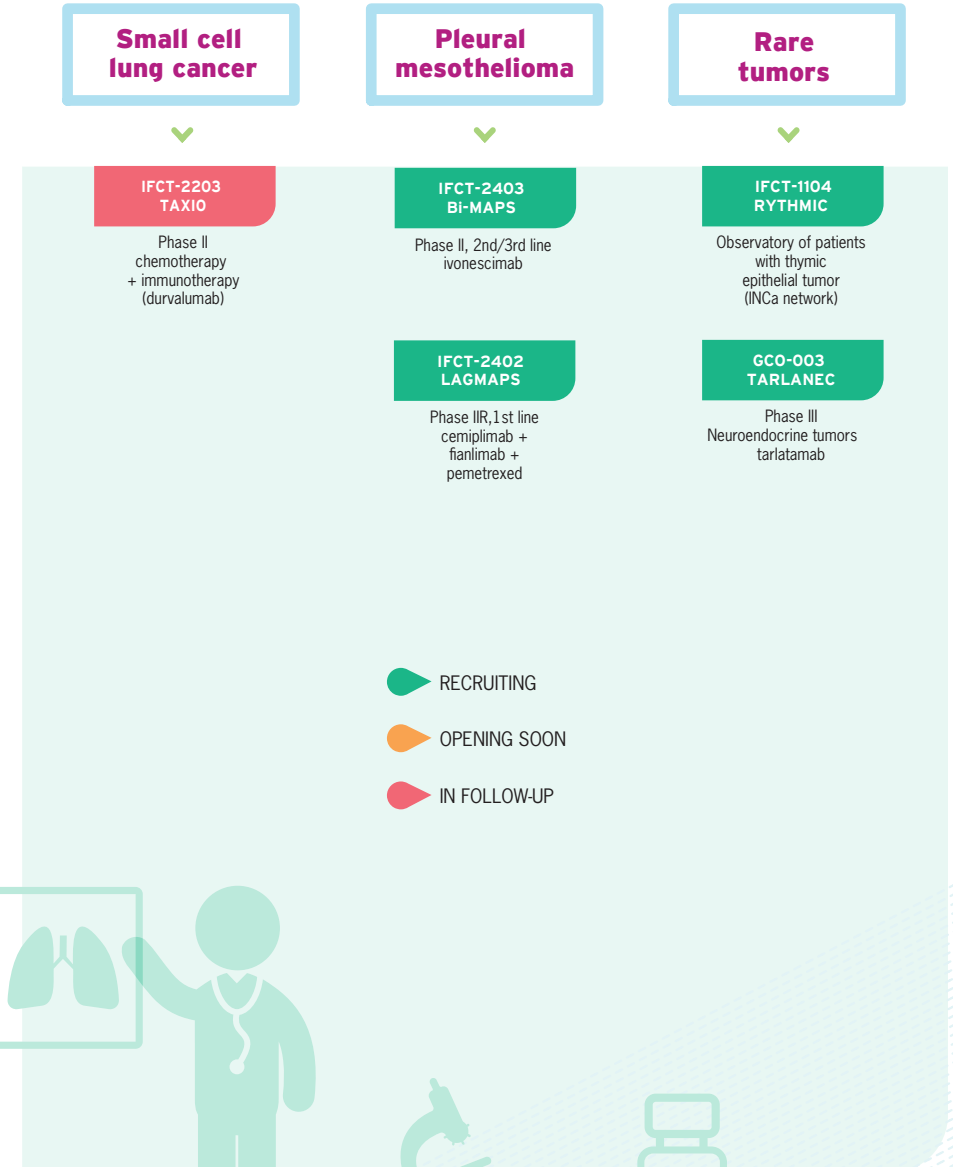 Small cell
lung cancer
IFCT-2203
TAXIO
Phase II
chemotherapy
+ immunotherapy
(durvalumab)
Pleural
mesothelioma
IFCT-2403
Bi-MAPS
Phase II, 2nd/3rd line
ivonescimab
IFCT-2402
LAGMAPS
Phase IIR,1st line
cemiplimab +
fianlimab +
pemetrexed
Rare
tumors
IFCT-1104
RYTHMIC
Observatory of patients
with thymic
epithelial tumor
(INCa network)
GCO-003
TARLANEC
Phase III
Neuroendocrine tumors
tarlatamab
RECRUITING
OPENING SOON
IN FOLLOW-UP